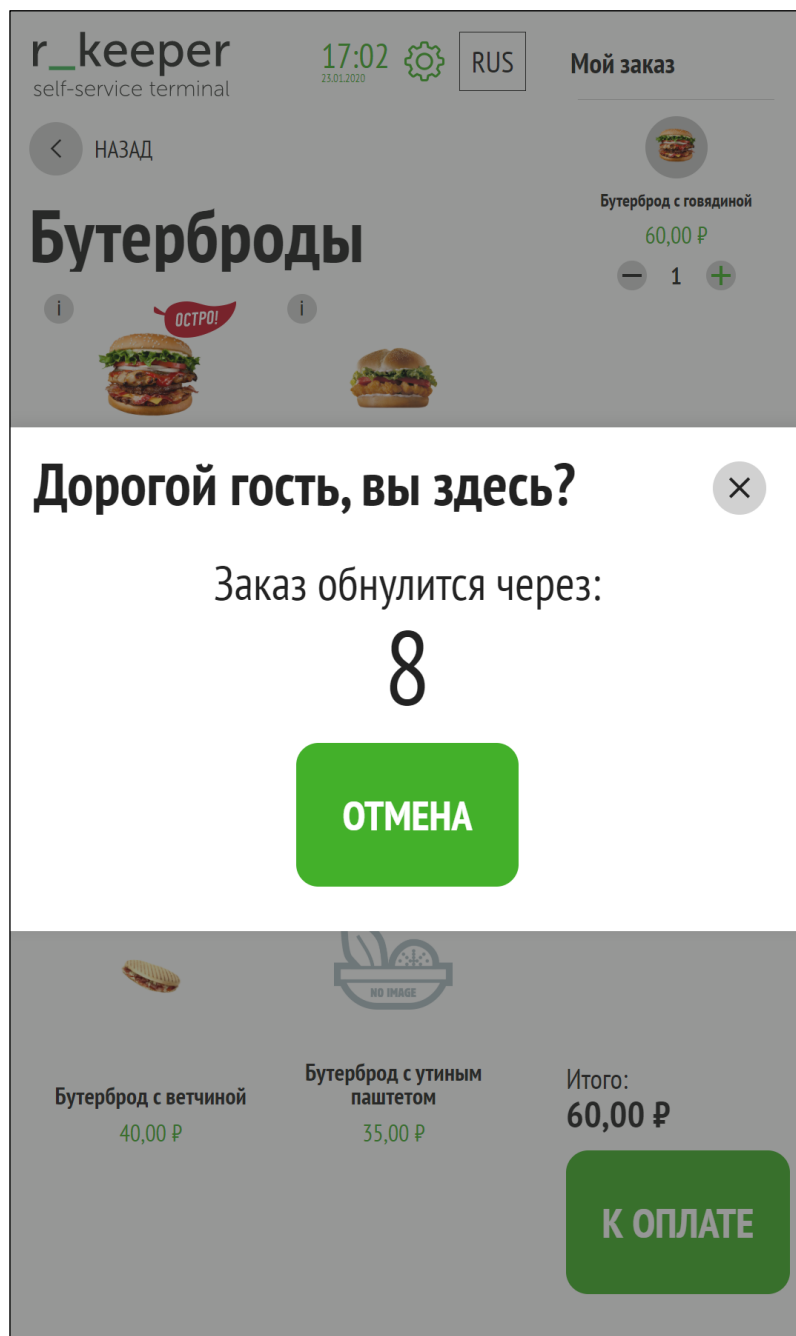 r_keeper
self-service terminal
17:02
23.01.2020
RUS
Мой заказ
НАЗАД
Бутерброд с говядиной
60,00 ₽
1
Бутерброды
i
ОСТРО!
i
Дорогой гость, вы здесь?
Заказ обнулится через:
8
ОТМЕНА
NO IMAGE
Бутерброд с ветчиной
40,00 ₽
Бутерброд с утиным
паштетом
35,00 ₽
Итого:
60,00 ₽
К ОПЛАТЕ